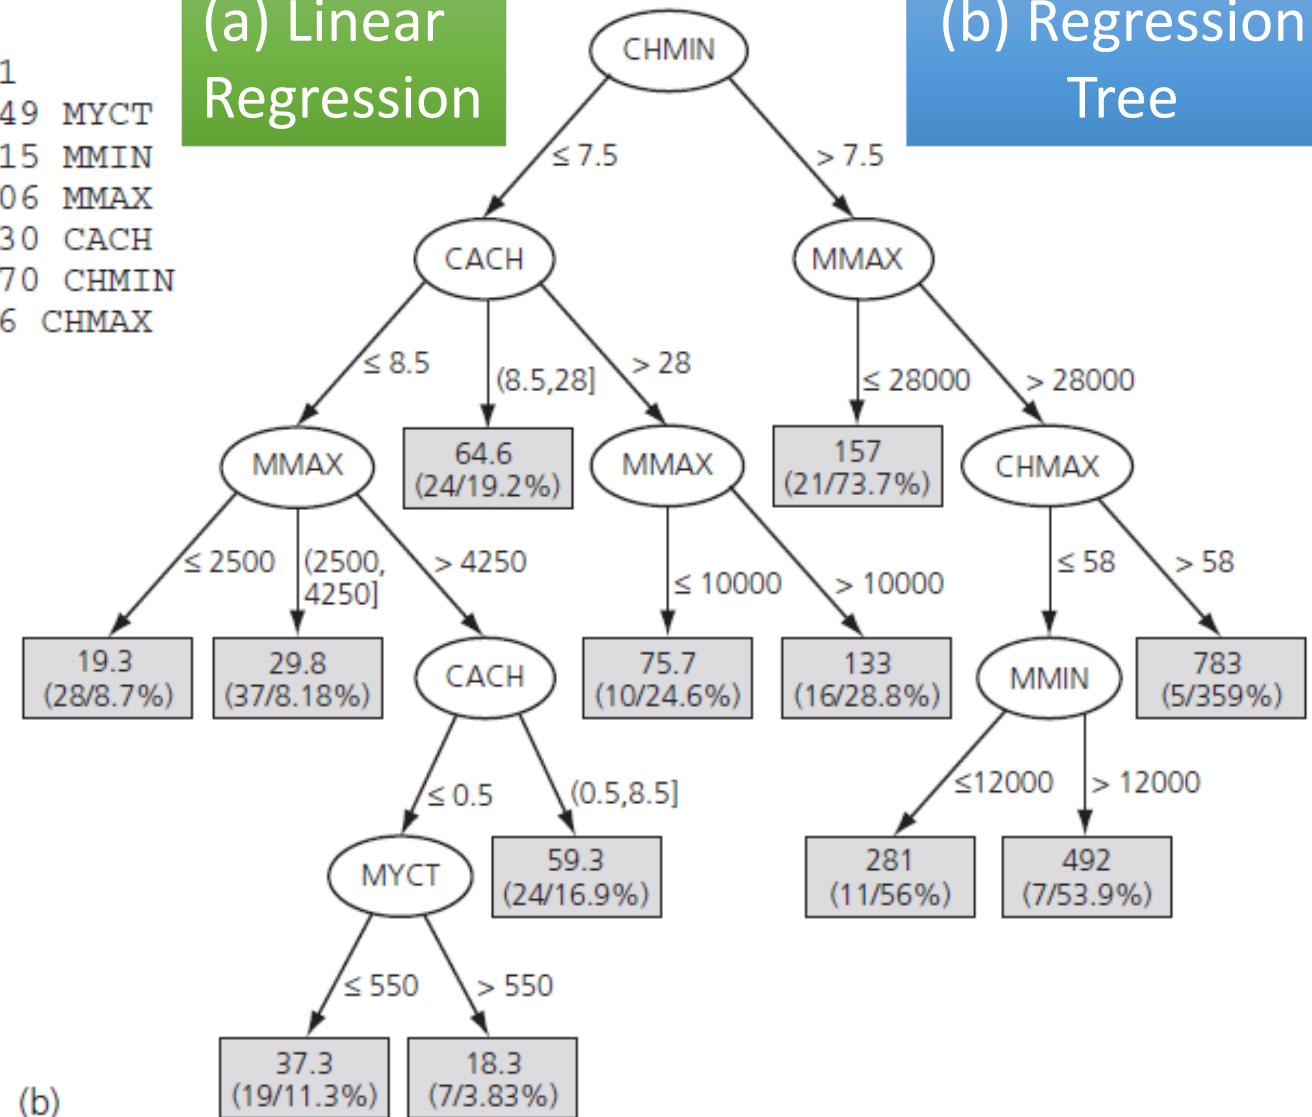 (a) Linear
Regression
(b) Regression
Tree
1
49 MYCT
15 MMIN
06 MMAX
30 CACH
70 CHMIN
6 CHMAX
CHMIN
≤ 7.5
> 7.5
CACH
MMAX
≤ 8.5
(8.5,28]
> 28
≤ 28000
> 28000
MMAX
64.6
(24/19.2%)
MMAX
157
(21/73.7%)
CHMAX
≤ 2500
(2500,
4250]
> 4250
≤ 10000
> 10000
≤ 58
> 58
19.3
(28/8.7%)
29.8
(37/8.18%)
CACH
75.7
(10/24.6%)
133
(16/28.8%)
MMIN
783
(5/359%)
≤ 0.5
(0.5,8.5]
≤12000
> 12000
MYCT
59.3
(24/16.9%)
281
(11/56%)
492
(7/53.9%)
≤ 550
> 550
37.3
(19/11.3%)
18.3
(7/3.83%)
(b)